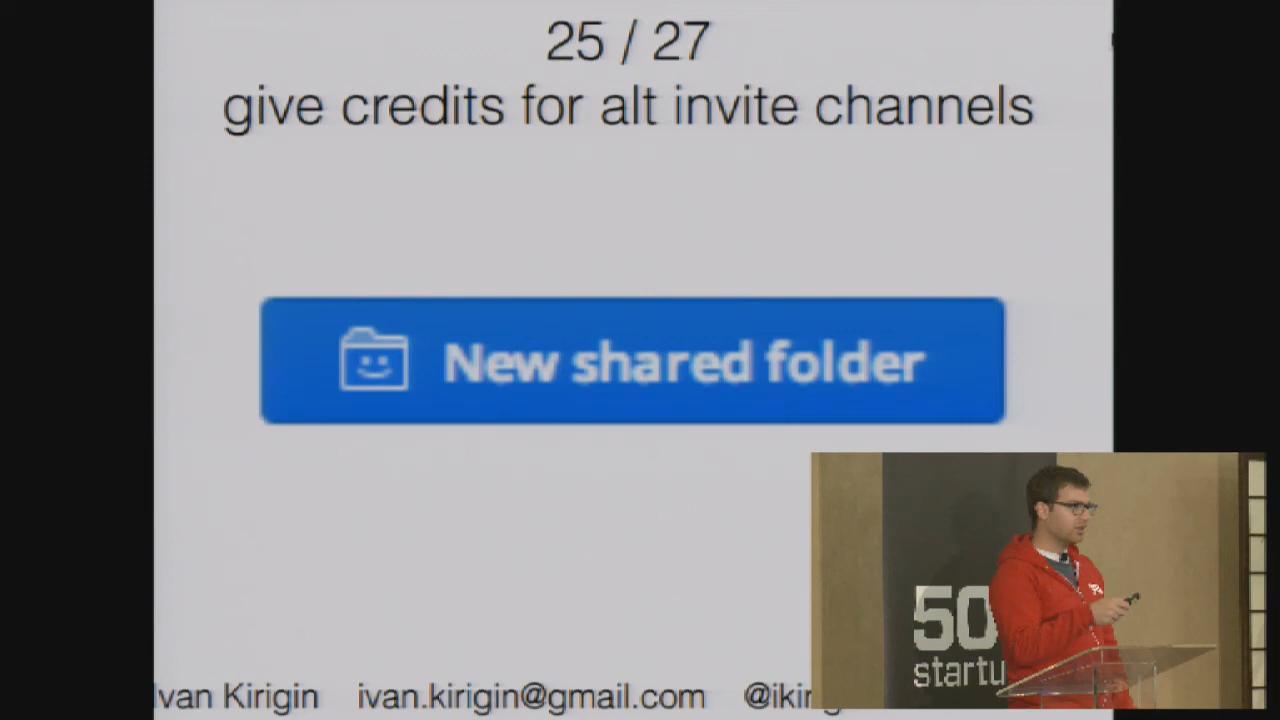 25 / 27
give credits for alt invite channels
New shared folder
50
startu
Ivan Kirigin ivan.kirigin@gmail.com